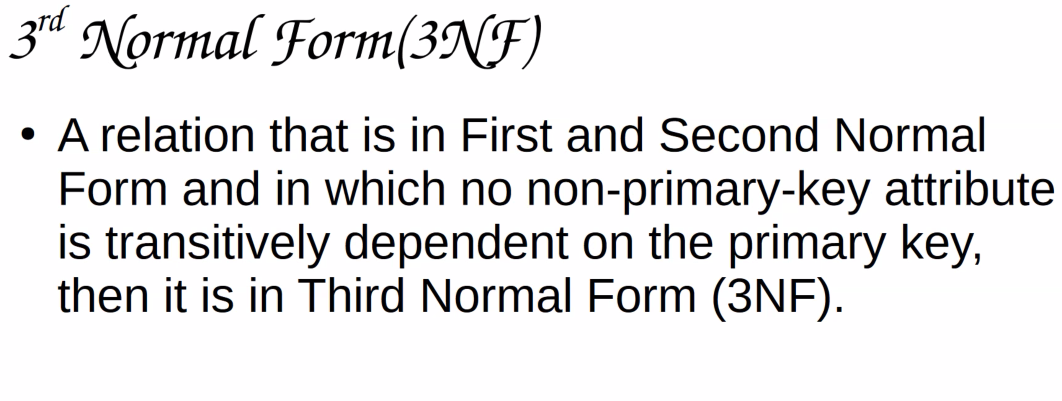 3rd Normal Form(3NF)
• A relation that is in First and Second Normal
Form and in which no non-primary-key attribute
is transitively dependent on the primary key,
then it is in Third Normal Form (3NF).